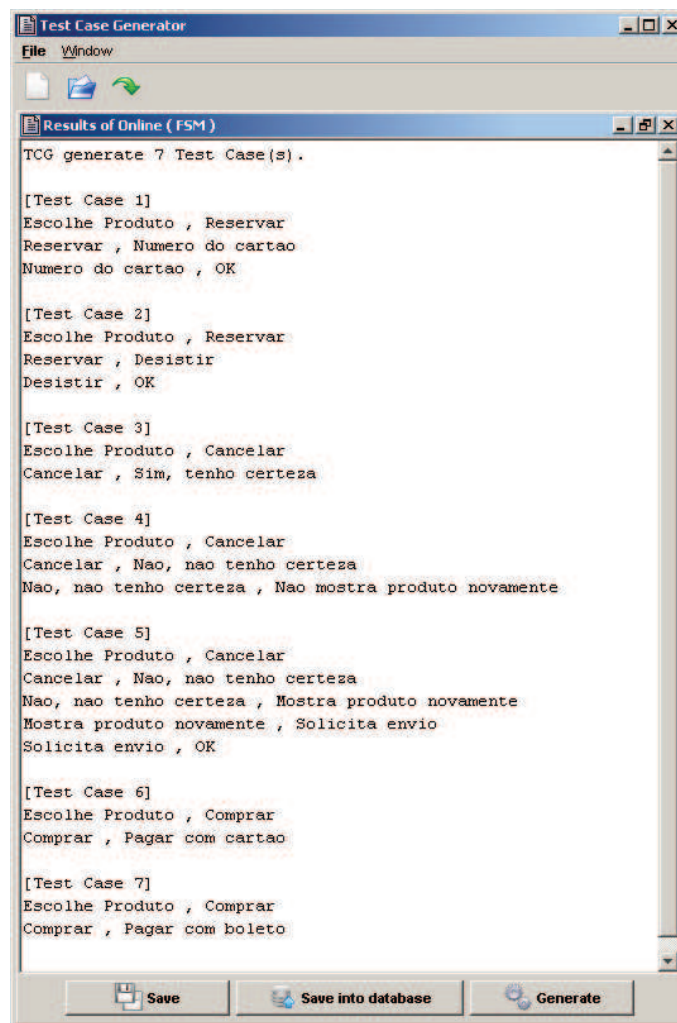 Test Case Generator
File Window
Results of Online ( FSM )
TCG generate 7 Test Case(s).
[Test Case 1]
Escolhe Produto , Reservar
Reservar , Numero do cartao
Numero do cartao , OK
[Test Case 2]
Escolhe Produto , Reservar
Reservar , Desistir
Desistir , OK
[Test Case 3]
Escolhe Produto , Cancelar
Cancelar , Sim, tenho certeza
[Test Case 4]
Escolhe Produto , Cancelar
Cancelar , Nao, nao tenho certeza
Nao, nao tenho certeza , Nao mostra produto novamente
[Test Case 5]
Escolhe Produto , Cancelar
Cancelar , Nao, nao tenho certeza
Nao, nao tenho certeza , Mostra produto novamente
Mostra produto novamente , Solicita envio
Solicita envio , OK
[Test Case 6]
Escolhe Produto , Comprar
Comprar , Pagar com cartao
[Test Case 7]
Escolhe Produto , Comprar
Comprar , Pagar com boleto
Save Save into database Generate